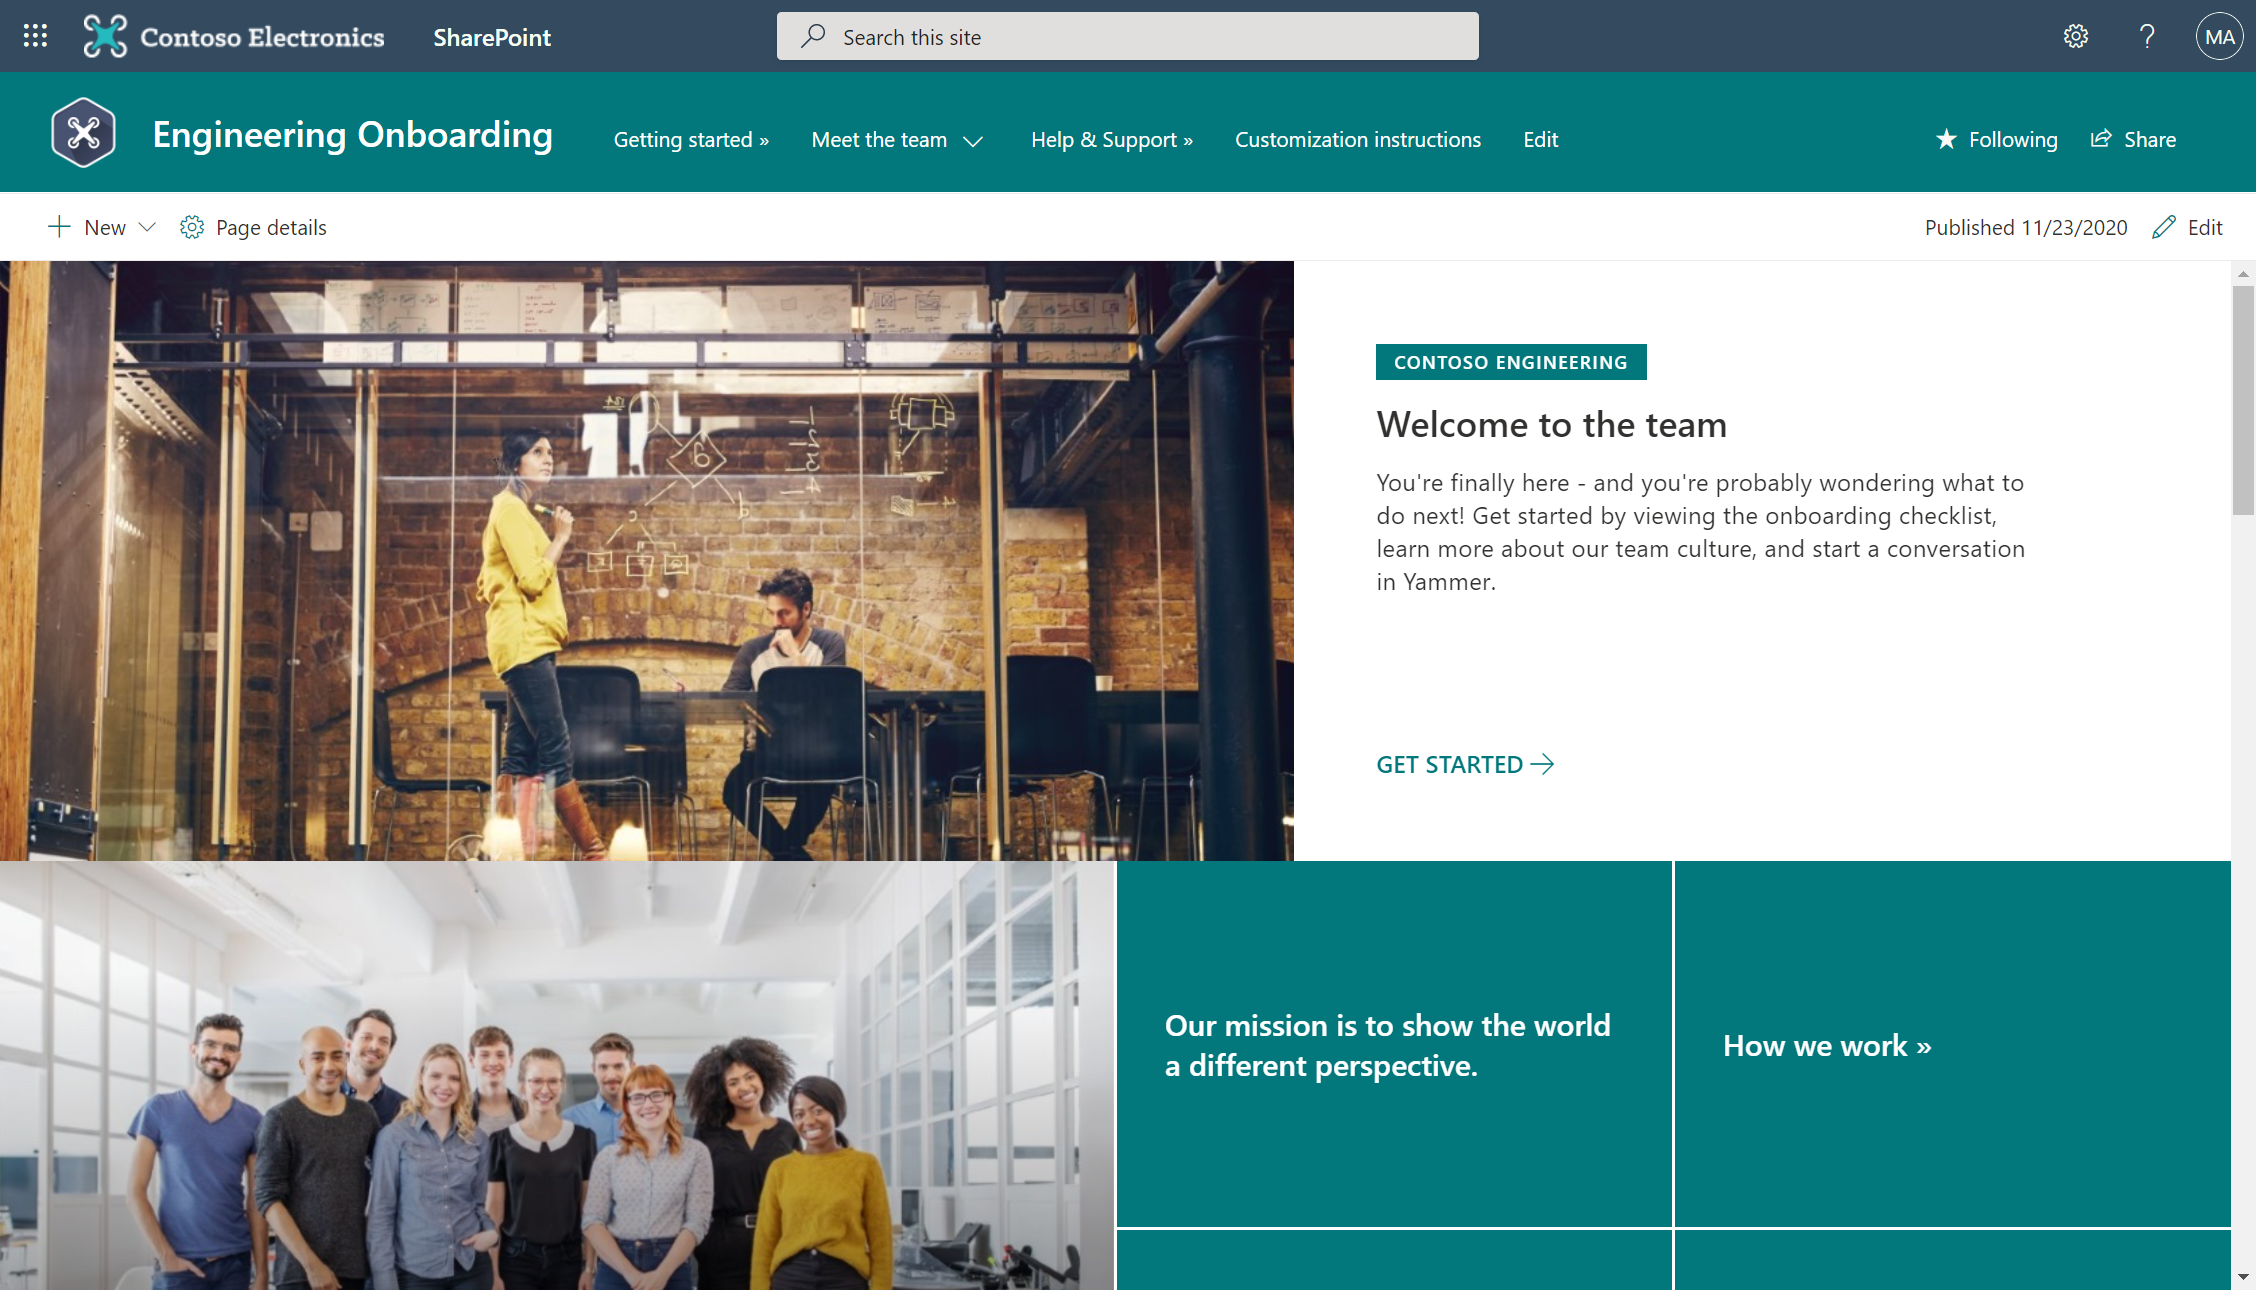 Contoso Electronics
SharePoint
Search this site
?
MA
Engineering Onboarding
Getting started »
Meet the team
Help & Support »
Customization instructions
Edit
Following
Share
New
Page details
Published 11/23/2020
Edit
CONTOSO ENGINEERING
Welcome to the team
You're finally here - and you're probably wondering what to
do next! Get started by viewing the onboarding checklist,
learn more about our team culture, and start a conversation
in Yammer.
GET STARTED
Our mission is to show the world
a different perspective.
How we work »